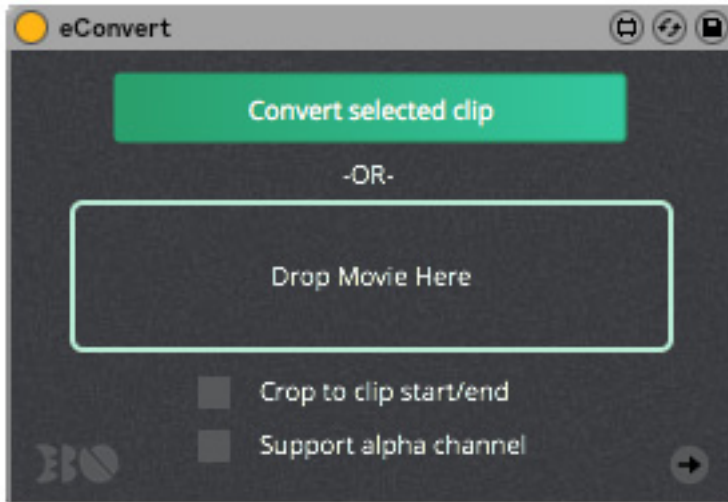 eConvert
Convert selected clip
-OR-
Drop Movie Here
Crop to clip start/end
Support alpha channel